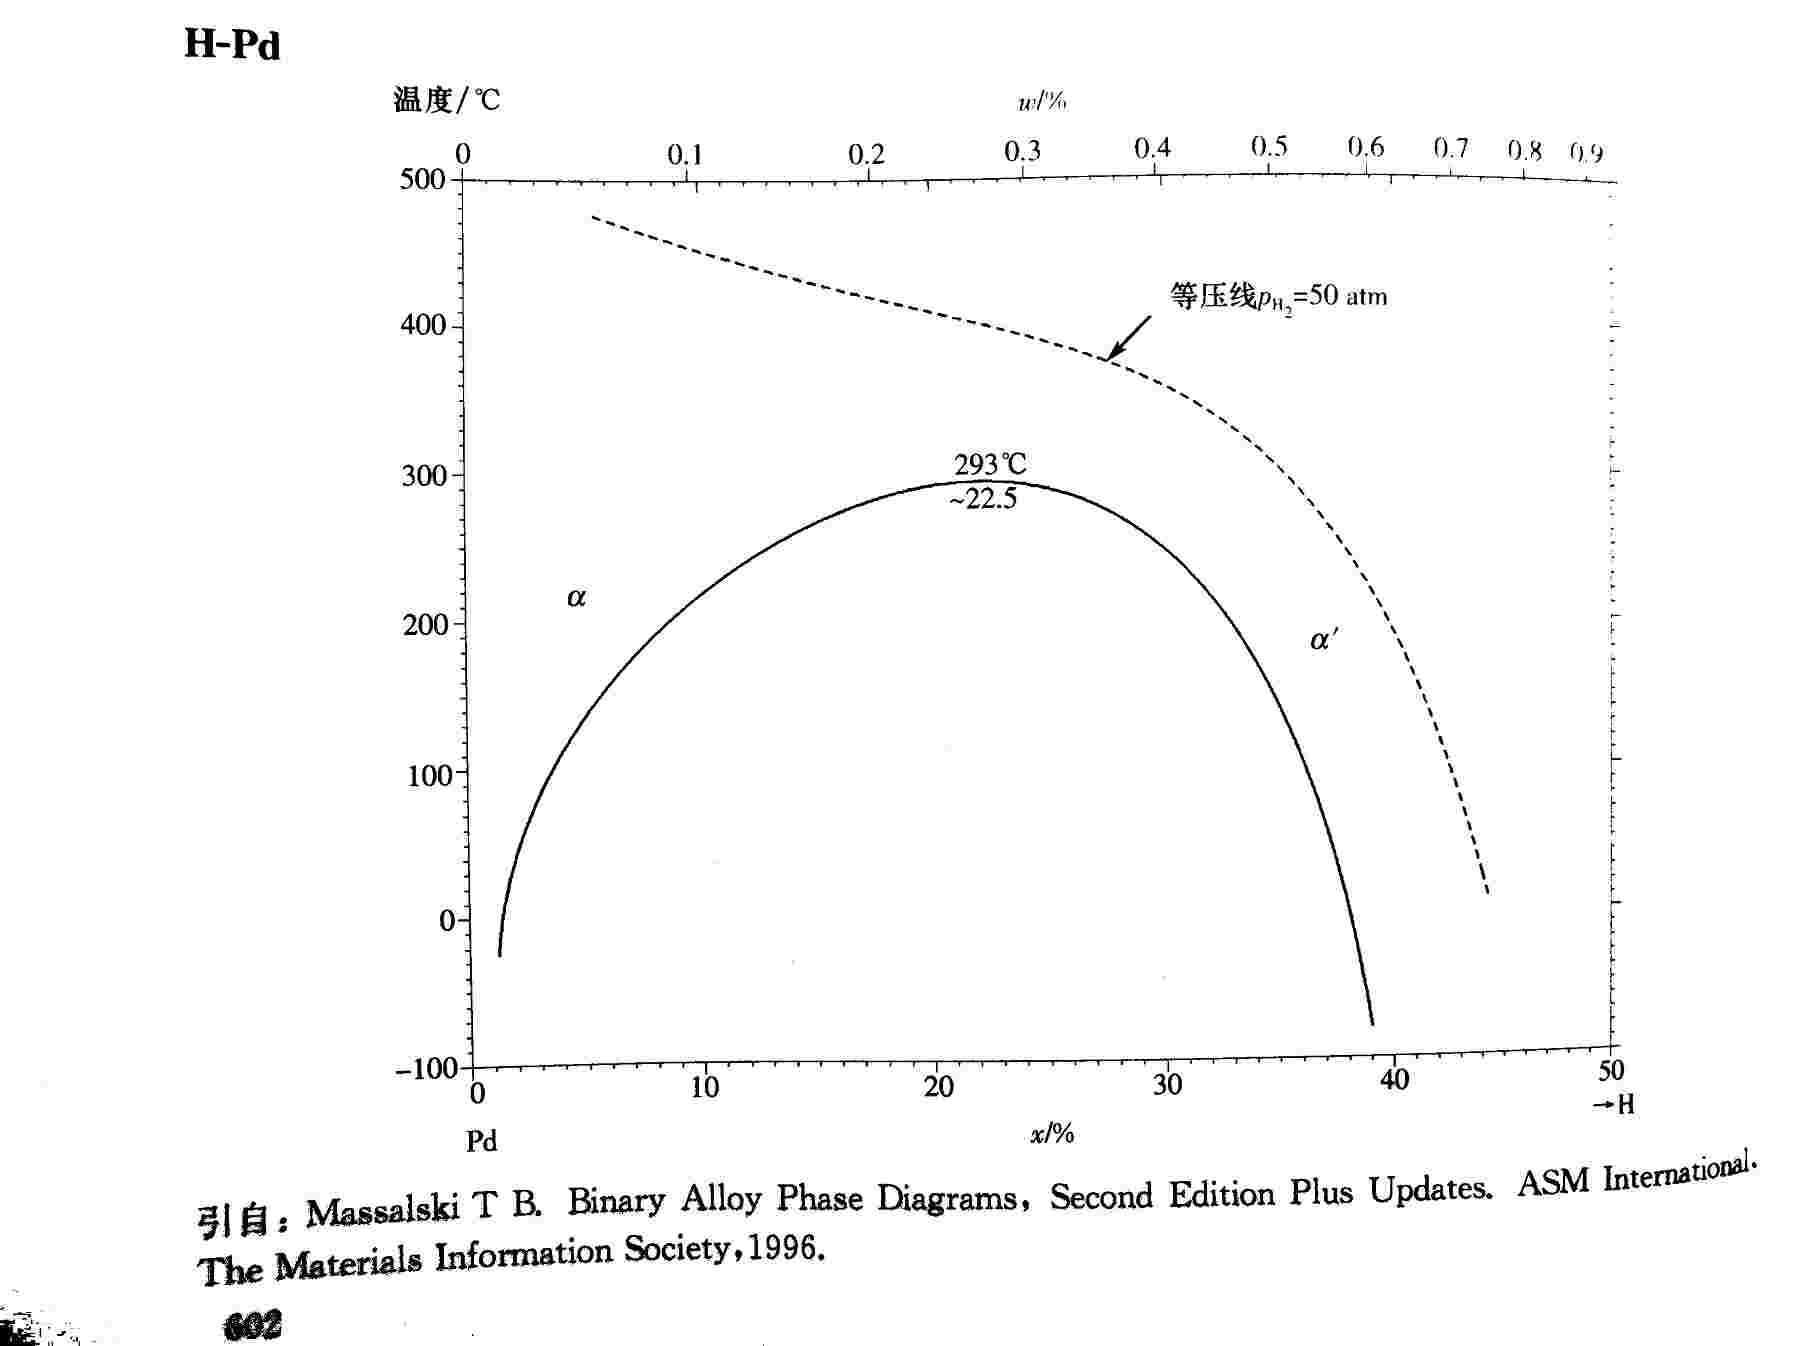 H-Pd
温度/℃
w/%
0 0.1 0.2 0.3 0.4 0.5 0.6 0.7 0.8 0.9
500
等压线pH₂=50 atm
400
293℃
300
~22.5
α
200
α′
100
0
−100
0 10 20 30 40 50
→H
Pd x/%
引自：Massalski T B. Binary Alloy Phase Diagrams, Second Edition Plus Updates. ASM International.
The Materials Information Society,1996.
602